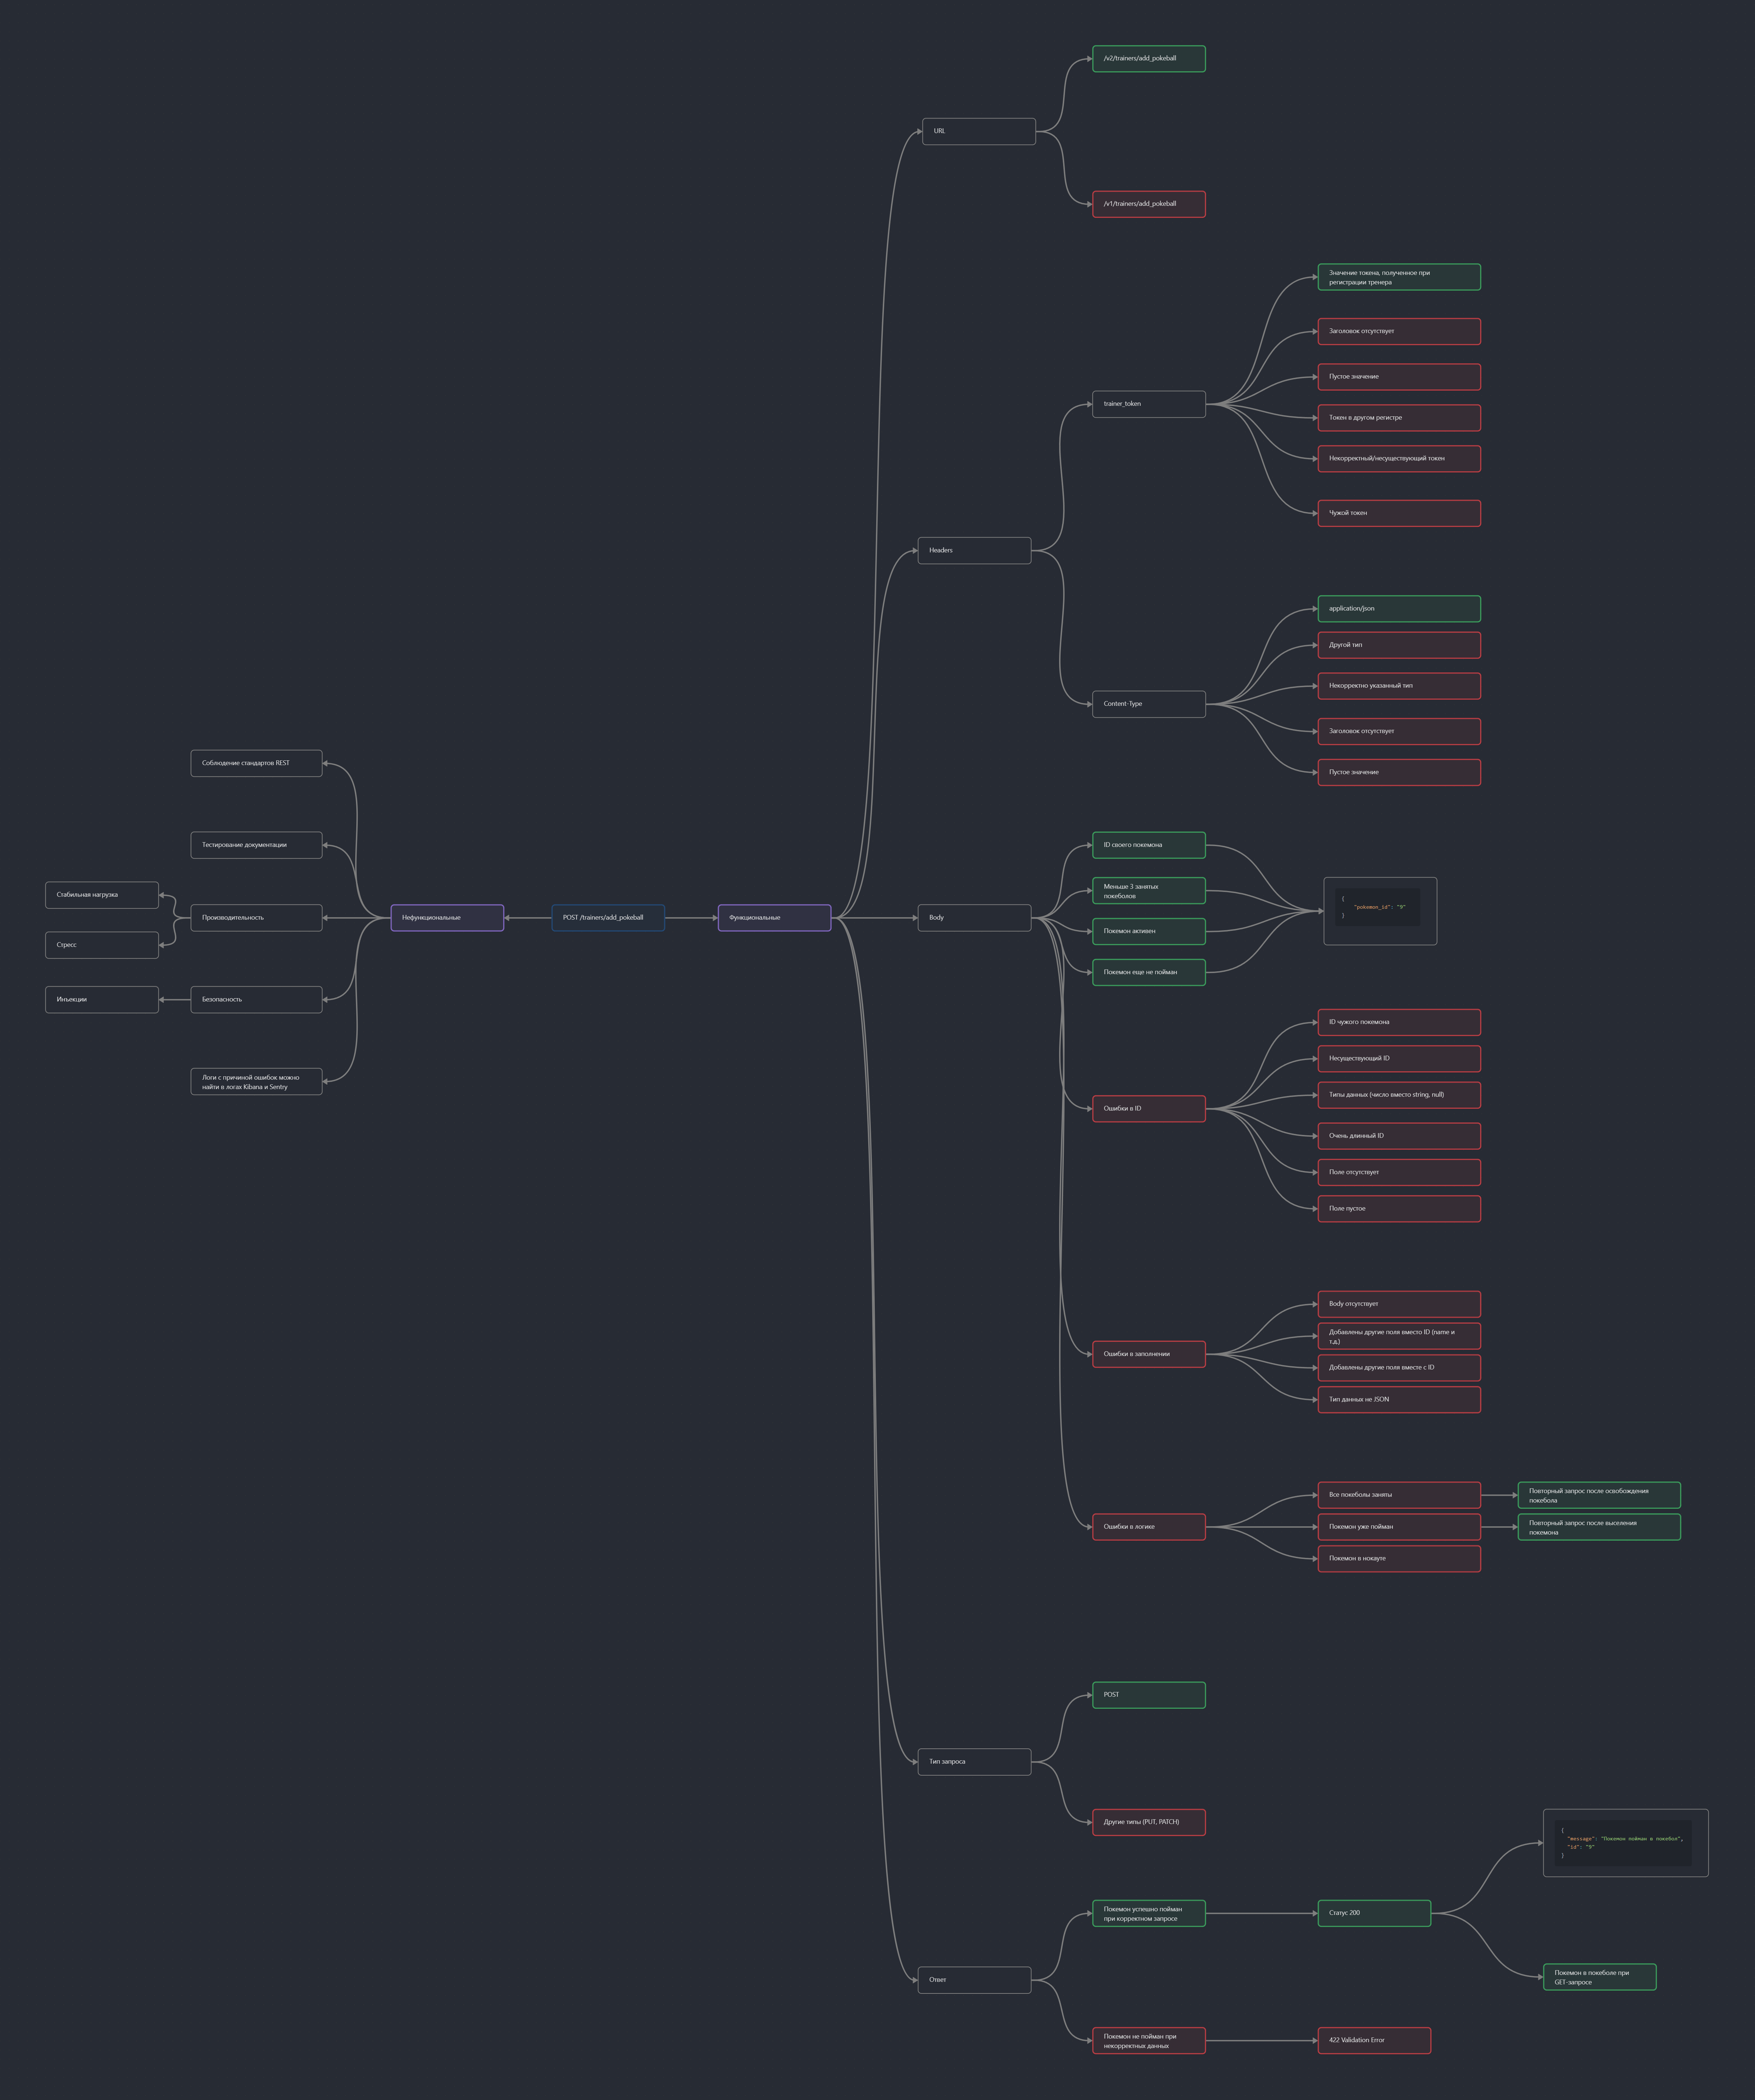 /v2/trainers/add_pokeball
URL
/v1/trainers/add_pokeball
Значение токена, полученное при
регистрации тренера
Заголовок отсутствует
Пустое значение
trainer_token
Токен в другом регистре
Некорректный/несуществующий токен
Чужой токен
Headers
application/json
Другой тип
Некорректно указанный тип
Content-Type
Заголовок отсутствует
Пустое значение
Соблюдение стандартов REST
Тестирование документации
Стабильная нагрузка
Производительность
Стресс
Инъекции
Безопасность
Логи с причиной ошибок можно
найти в логах Kibana и Sentry
Нефункциональные
POST /trainers/add_pokeball
Функциональные
Body
ID своего покемона
Меньше 3 занятых
покеболов
Покемон активен
Покемон еще не пойман
{
"pokemon_id": "9"
}
ID чужого покемона
Несуществующий ID
Типы данных (число вместо string, null)
Ошибки в ID
Очень длинный ID
Поле отсутствует
Поле пустое
Body отсутствует
Добавлены другие поля вместо ID (name и
т.д.)
Ошибки в заполнении
Добавлены другие поля вместе с ID
Тип данных не JSON
Все покеболы заняты
Повторный запрос после освобождения
покебола
Ошибки в логике
Покемон уже пойман
Повторный запрос после выселения
покемона
Покемон в нокауте
POST
Тип запроса
Другие типы (PUT, PATCH)
{
"message": "Покемон пойман в покебол",
"id": "9"
}
Покемон успешно пойман
при корректном запросе
Статус 200
Покемон в покеболе при
GET-запросе
Ответ
Покемон не пойман при
некорректных данных
422 Validation Error